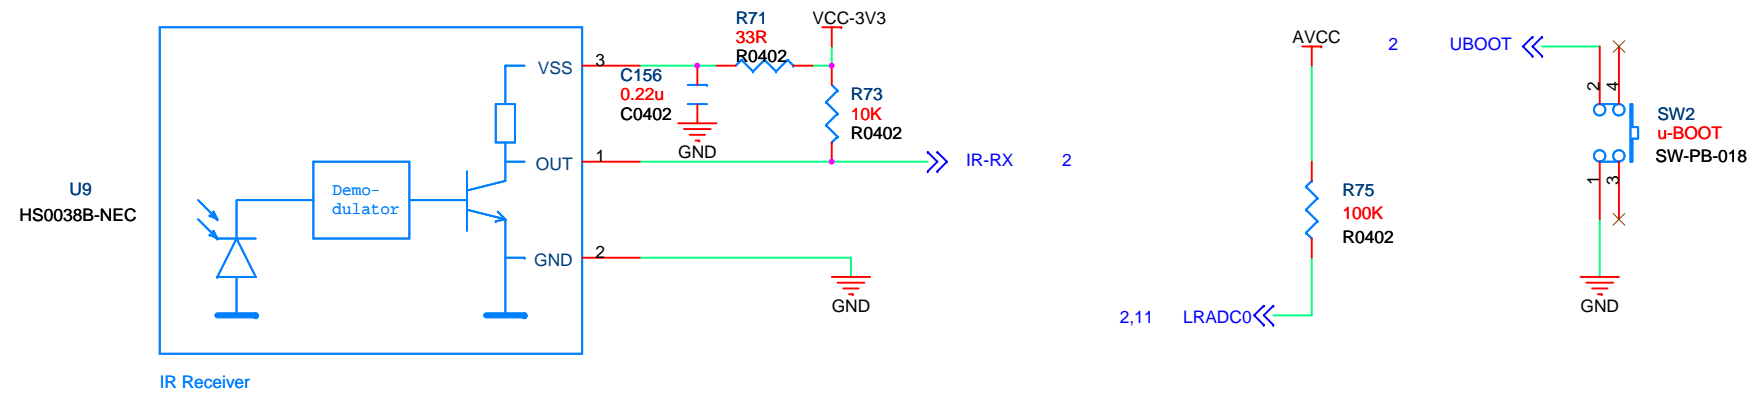 R71
33R
R0402
VCC-3V3
VSS
3
C156
0.22u
C0402
GND
R73
10K
R0402
OUT
1
IR-RX 2
U9
HS0038B-NEC
Demo-
dulator
GND
2
GND
IR Receiver
AVCC
R75
100K
R0402
2,11 LRADC0
2 UBOOT
2
4
SW2
u-BOOT
SW-PB-018
1
3
GND